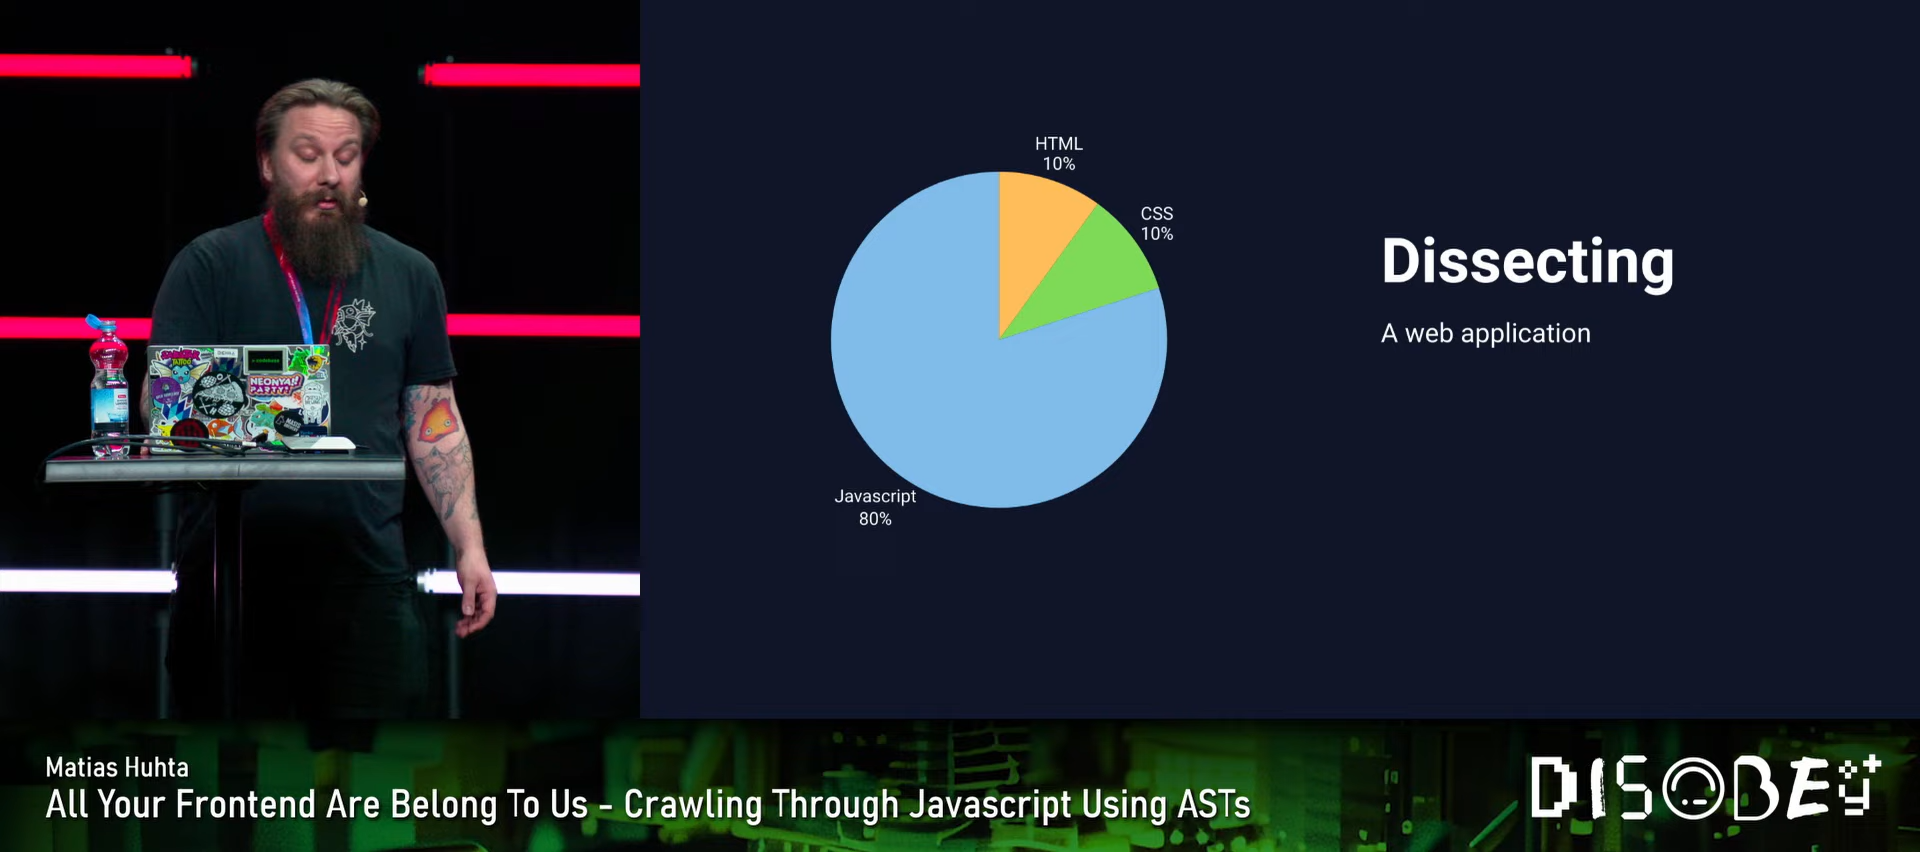 HTML
10%
CSS
10%
Javascript
80%
Dissecting
A web application
NEONYA!!
PARTY!
Matias Huhta
All Your Frontend Are Belong To Us - Crawling Through Javascript Using ASTs
DISOBEY